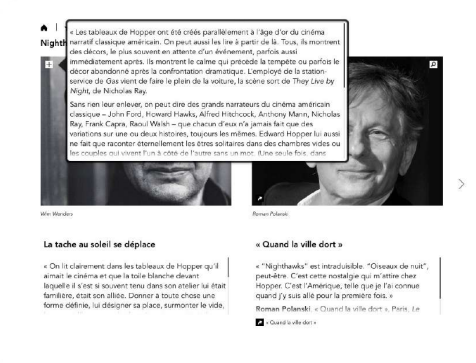 Nighth
« Les tableaux de Hopper ont été créés parallèlement à l'âge d'or du cinéma
narratif classique américain. On peut aussi les lire à partir de là. Tous, ils montrent
des décors, le plus souvent en attente d'un événement, parfois aussi
immédiatement après. Ils montrent le calme qui précède la tempête ou parfois le
décor abandonné après la confrontation dramatique. L'employé de la station-
service de Gas vient de faire le plein de la voiture, la scène sort de They Live by
Night, de Nicholas Ray.
Sans rien leur enlever, on peut dire des grands narrateurs du cinéma américain
classique – John Ford, Howard Hawks, Alfred Hitchcock, Anthony Mann, Nicholas
Ray, Frank Capra, Raoul Walsh – que chacun d'eux n'a jamais fait que des
variations sur une ou deux histoires, toujours les mêmes. Edward Hopper lui aussi
ne fait que raconter éternellement les êtres solitaires dans des chambres vides ou
les couples qui vivent l'un à côté de l'autre sans un mot. (Une seule fois, dans
Wim Wenders
Roman Polanski
La tache au soleil se déplace
« On lit clairement dans les tableaux de Hopper qu'il
aimait le cinéma et que la toile blanche devant
laquelle il s'est si souvent tenu dans son atelier lui était
familière, était son alliée. Donner à toute chose une
forme définie, lui désigner sa place, surmonter le vide,
« Quand la ville dort »
« "Nighthawks" est intraduisible. "Oiseaux de nuit",
peut-être. C'est cette nostalgie qui m'attire chez
Hopper. C'est l'Amérique, telle que je l'ai connue
quand j'y suis allé pour la première fois. »
Roman Polanski, « Quand la ville dort », Paris, Le
« Quand la ville dort »